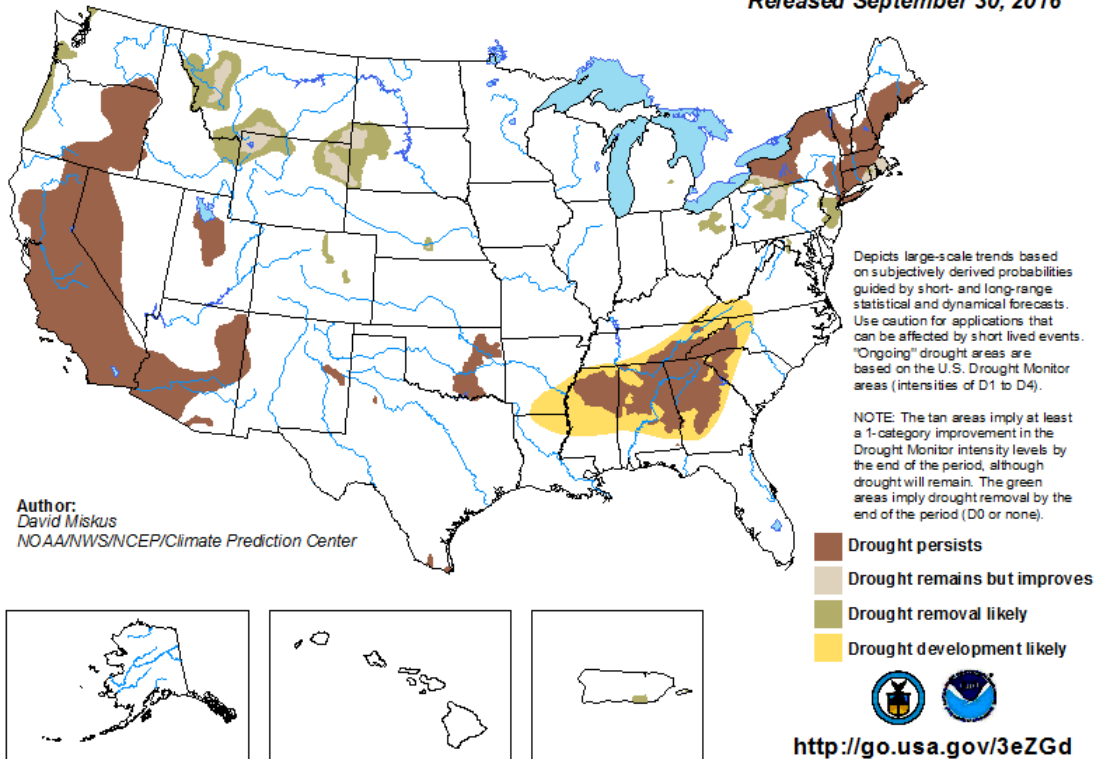 Released September 30, 2016
Depicts large-scale trends based
on subjectively derived probabilities
guided by short- and long-range
statistical and dynamical forecasts.
Use caution for applications that
can be affected by short lived events.
"Ongoing" drought areas are
based on the U.S. Drought Monitor
areas (intensities of D1 to D4).
NOTE: The tan areas imply at least
a 1-category improvement in the
Drought Monitor intensity levels by
the end of the period, although
drought will remain. The green
areas imply drought removal by the
end of the period (D0 or none).
Author:
David Miskus
NOAA/NWS/NCEP/Climate Prediction Center
Drought persists
Drought remains but improves
Drought removal likely
Drought development likely
http://go.usa.gov/3eZGd